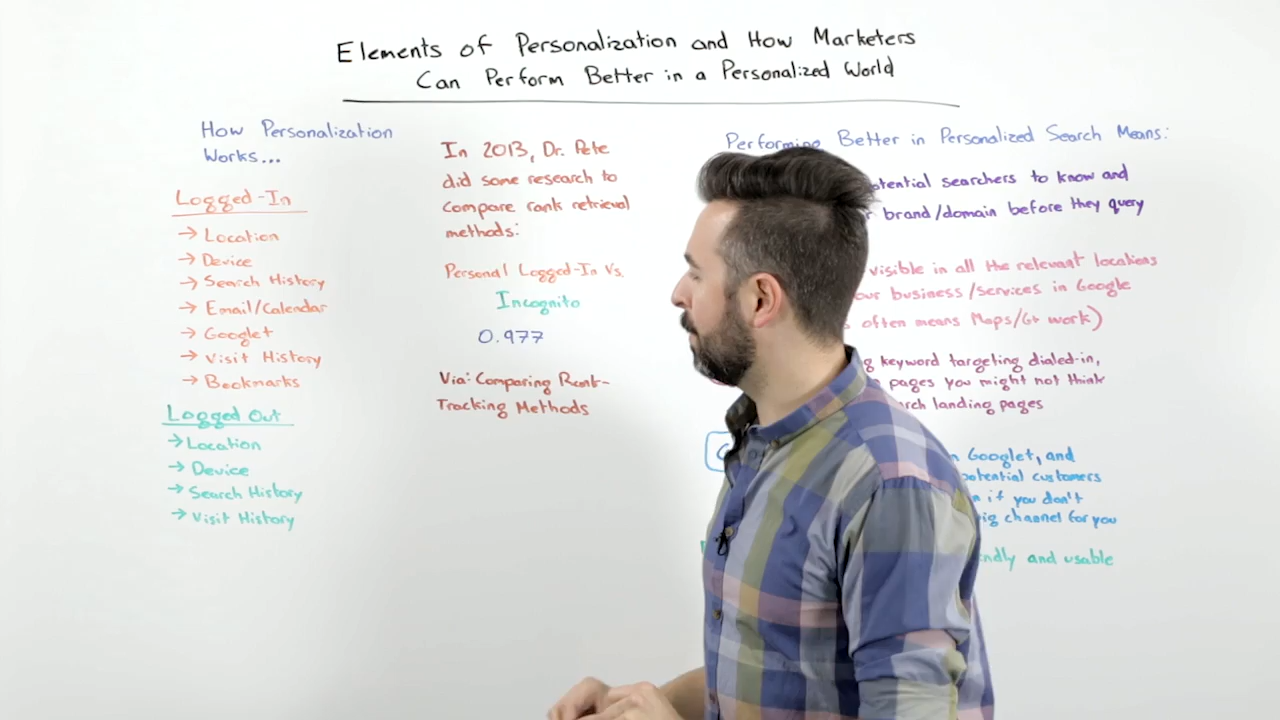 Elements of Personalization and How Marketers
Can Perform Better in a Personalized World
How Personalization
Works...
Logged-In
→ Location
→ Device
→ Search History
→ Email/Calendar
→ Google+
→ Visit History
→ Bookmarks
Logged Out
→ Location
→ Device
→ Search History
→ Visit History
In 2013, Dr. Pete
did some research to
compare rank retrieval
methods:
Personal Logged-In Vs.
Incognito
0.977
Via: Comparing Rank-
Tracking Methods
Performing Better in Personalized Search Means:
searchers to know and
brand/domain before they query
visible in all the relevant locations
business/services in Google
often means Maps/G+ work)
keyword targeting dialed-in,
pages you might not think
landing pages
Google+, and
customers
if you don't
channel for you
and usable